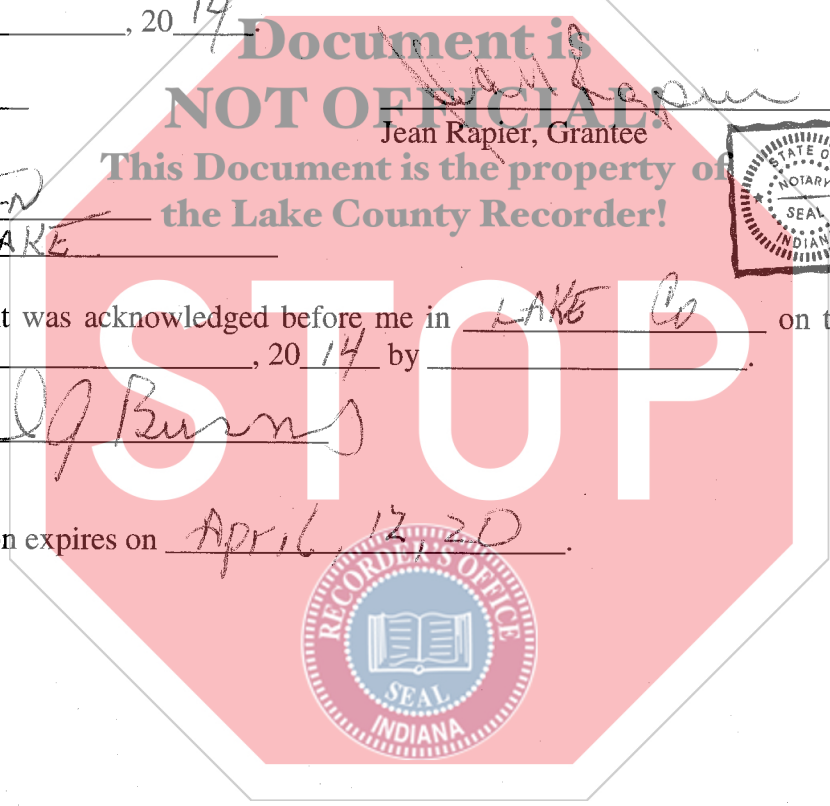 , 20 14.
Document is
NOT OFFICIAL!
Jean Rapier, Grantee
This Document is the property of
the Lake County Recorder!
STATE O
NOTARY
SEAL
INDIAN
AKE
t was acknowledged before me in LAKE Co on t
, 20 14 by .
STOP
J Burns
n expires on April 12, 20 .
RECORDER'S OFFICE
SEAL
INDIANA